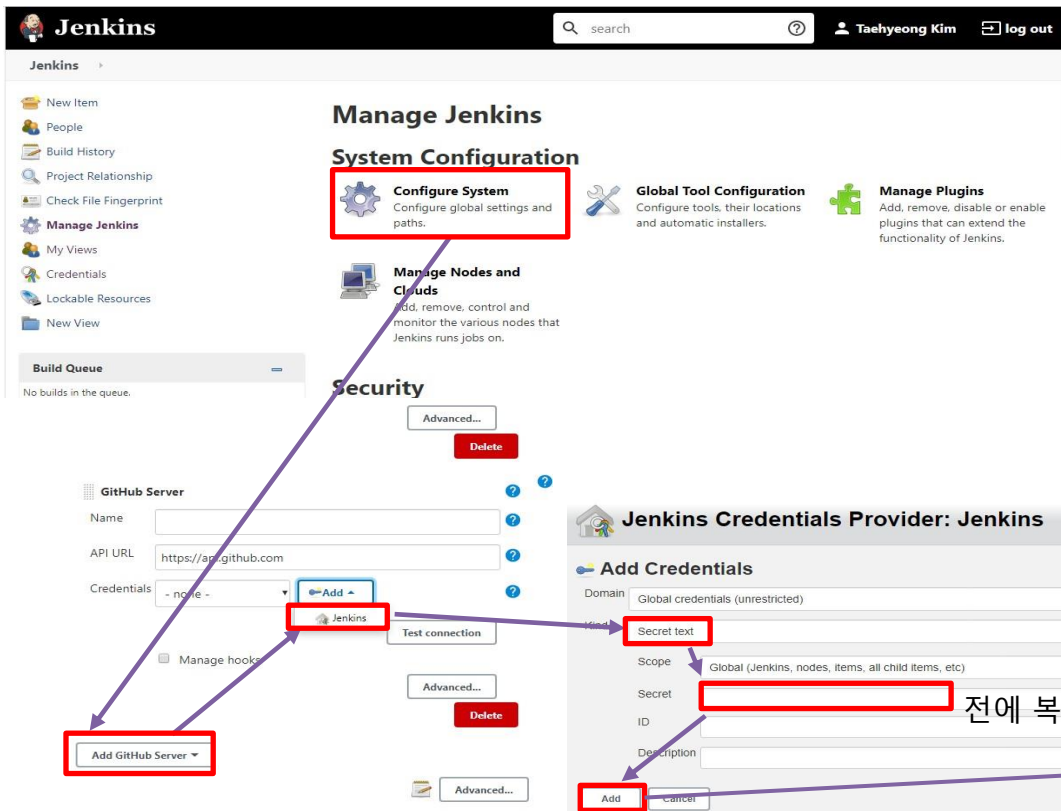 Jenkins
search
Taehyeong Kim
log out
Jenkins
New Item
People
Build History
Project Relationship
Check File Fingerprint
Manage Jenkins
My Views
Credentials
Lockable Resources
New View
Build Queue
No builds in the queue.
Manage Jenkins
System Configuration
Configure System
Configure global settings and
paths.
Global Tool Configuration
Configure tools, their locations
and automatic installers.
Manage Plugins
Add, remove, disable or enable
plugins that can extend the
functionality of Jenkins.
Manage Nodes and
Clouds
Add, remove, control and
monitor the various nodes that
Jenkins runs jobs on.
Security
Advanced...
Delete
GitHub Server
Name
API URL
https://api.github.com
Credentials
- none -
Add
Jenkins
Test connection
Manage hooks
Advanced...
Delete
Add GitHub Server
Advanced...
Jenkins Credentials Provider: Jenkins
Add Credentials
Domain
Global credentials (unrestricted)
Kind
Secret text
Scope
Global (Jenkins, nodes, items, all child items, etc)
Secret
전에 복
ID
Description
Add
Cancel